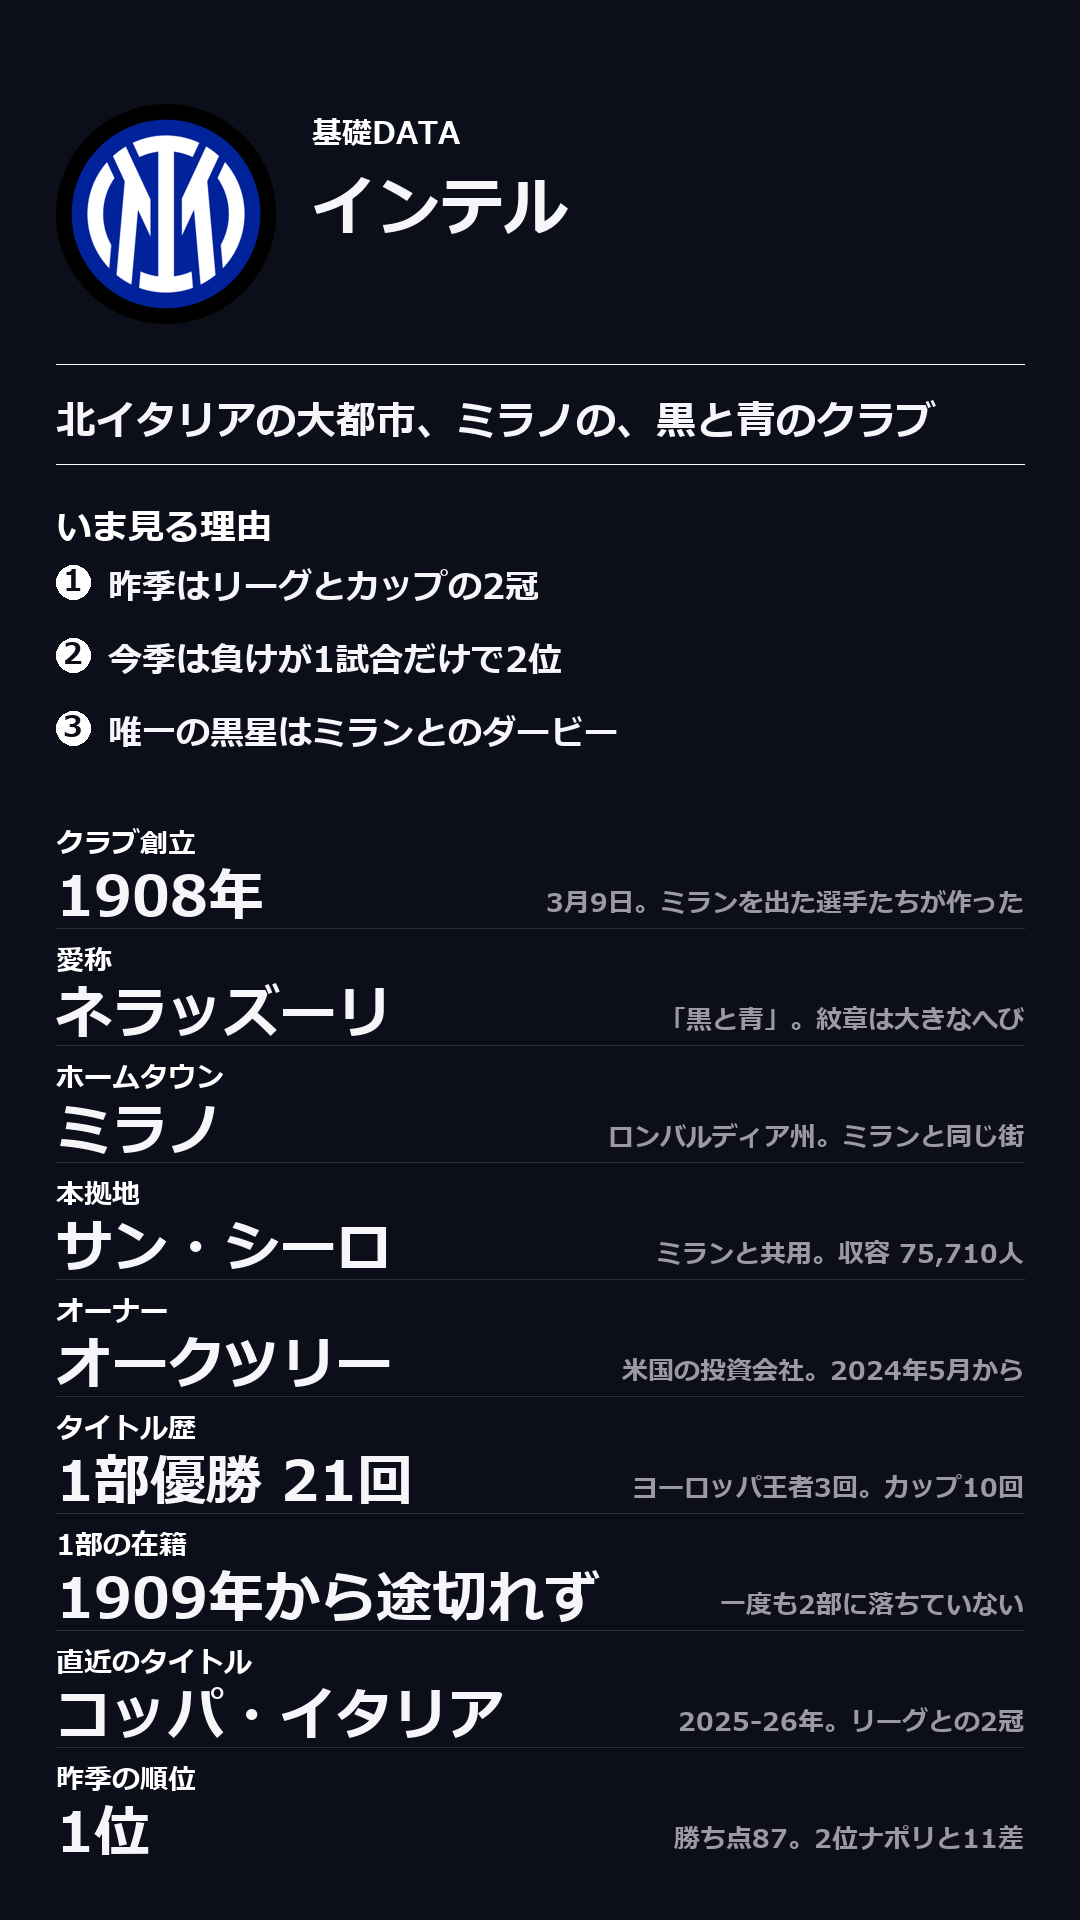 基礎DATA
インテル
北イタリアの大都市、ミラノの、黒と青のクラブ
いま見る理由
1 昨季はリーグとカップの2冠
2 今季は負けが1試合だけで2位
3 唯一の黒星はミランとのダービー
クラブ創立
1908年 3月9日。ミランを出た選手たちが作った
愛称
ネラッズーリ 「黒と青」。紋章は大きなへび
ホームタウン
ミラノ ロンバルディア州。ミランと同じ街
本拠地
サン・シーロ ミランと共用。収容 75,710人
オーナー
オークツリー 米国の投資会社。2024年5月から
タイトル歴
1部優勝 21回 ヨーロッパ王者3回。カップ10回
1部の在籍
1909年から途切れず 一度も2部に落ちていない
直近のタイトル
コッパ・イタリア 2025-26年。リーグとの2冠
昨季の順位
1位 勝ち点87。2位ナポリと11差